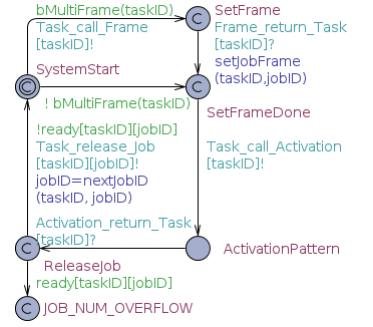 bMultiFrame(taskID)
SetFrame
Task_call_Frame
[taskID]!
Frame_return_Task
[taskID]?
setJobFrame
(taskID,jobID)
SystemStart
! bMultiFrame(taskID)
SetFrameDone
!ready[taskID][jobID]
Task_release_Job
[taskID][jobID]!
jobID=nextJobID
(taskID, jobID)
Task_call_Activation
[taskID]!
Activation_return_Task
[taskID]?
ActivationPattern
ReleaseJob
ready[taskID][jobID]
JOB_NUM_OVERFLOW
C
C
C
C
C